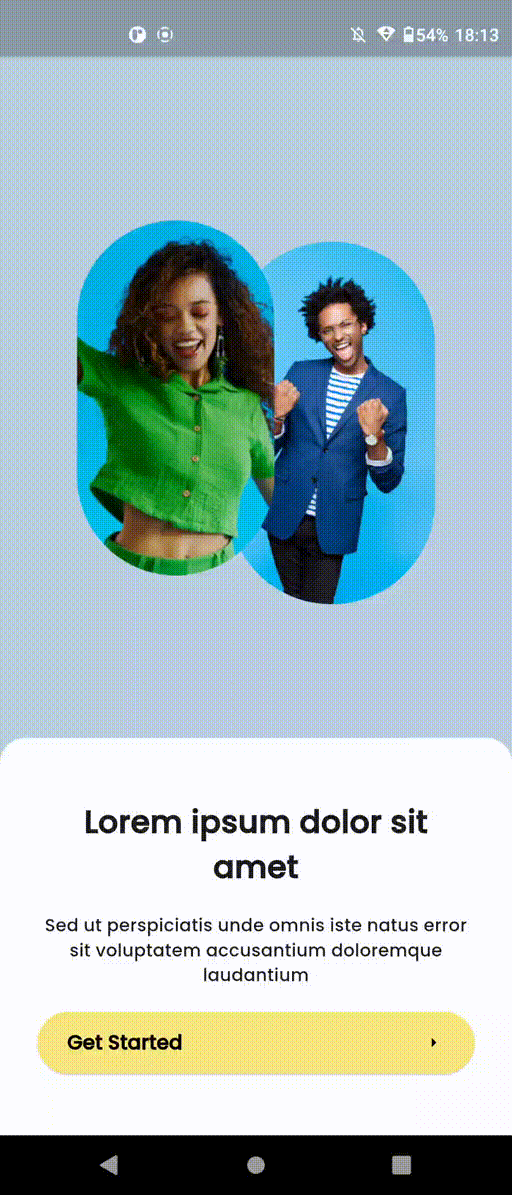 54% 18:13
Lorem ipsum dolor sit
amet
Sed ut perspiciatis unde omnis iste natus error
sit voluptatem accusantium doloremque
laudantium
Get Started